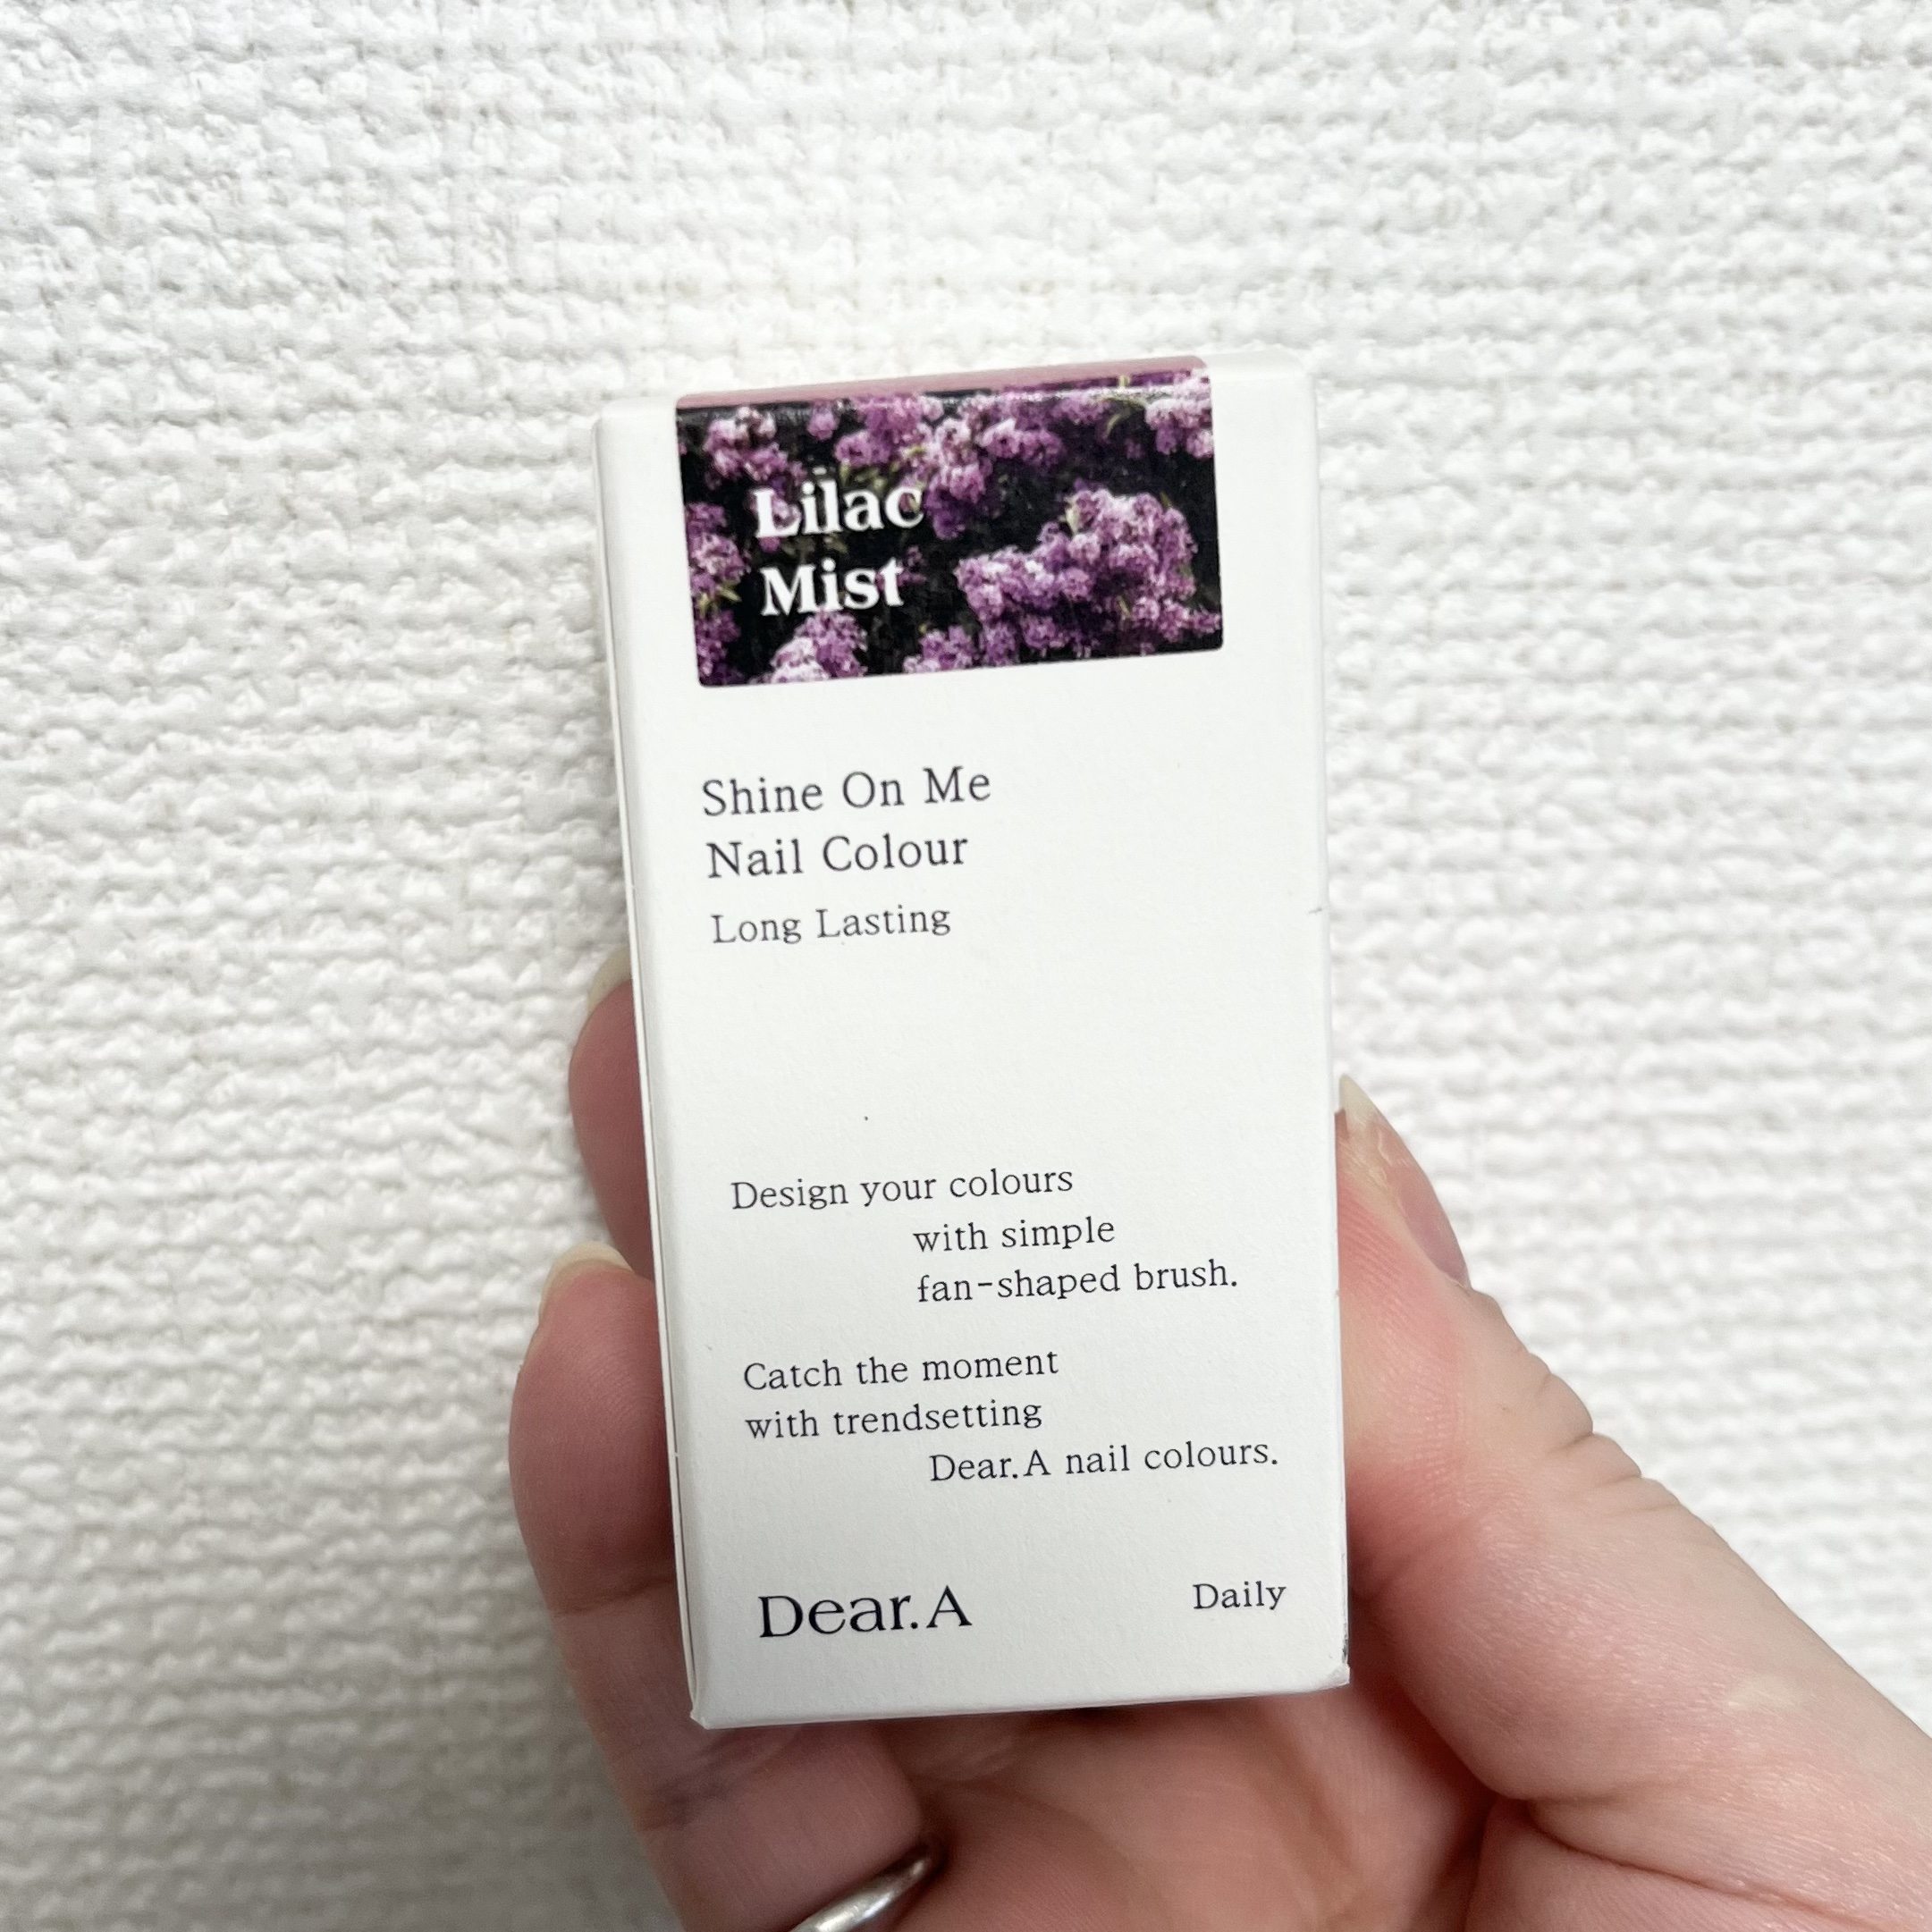 Lilac
Mist
Shine On Me
Nail Colour
Long Lasting
Design your colours
with simple
fan-shaped brush.
Catch the moment
with trendsetting
Dear.A nail colours.
Dear.A
Daily